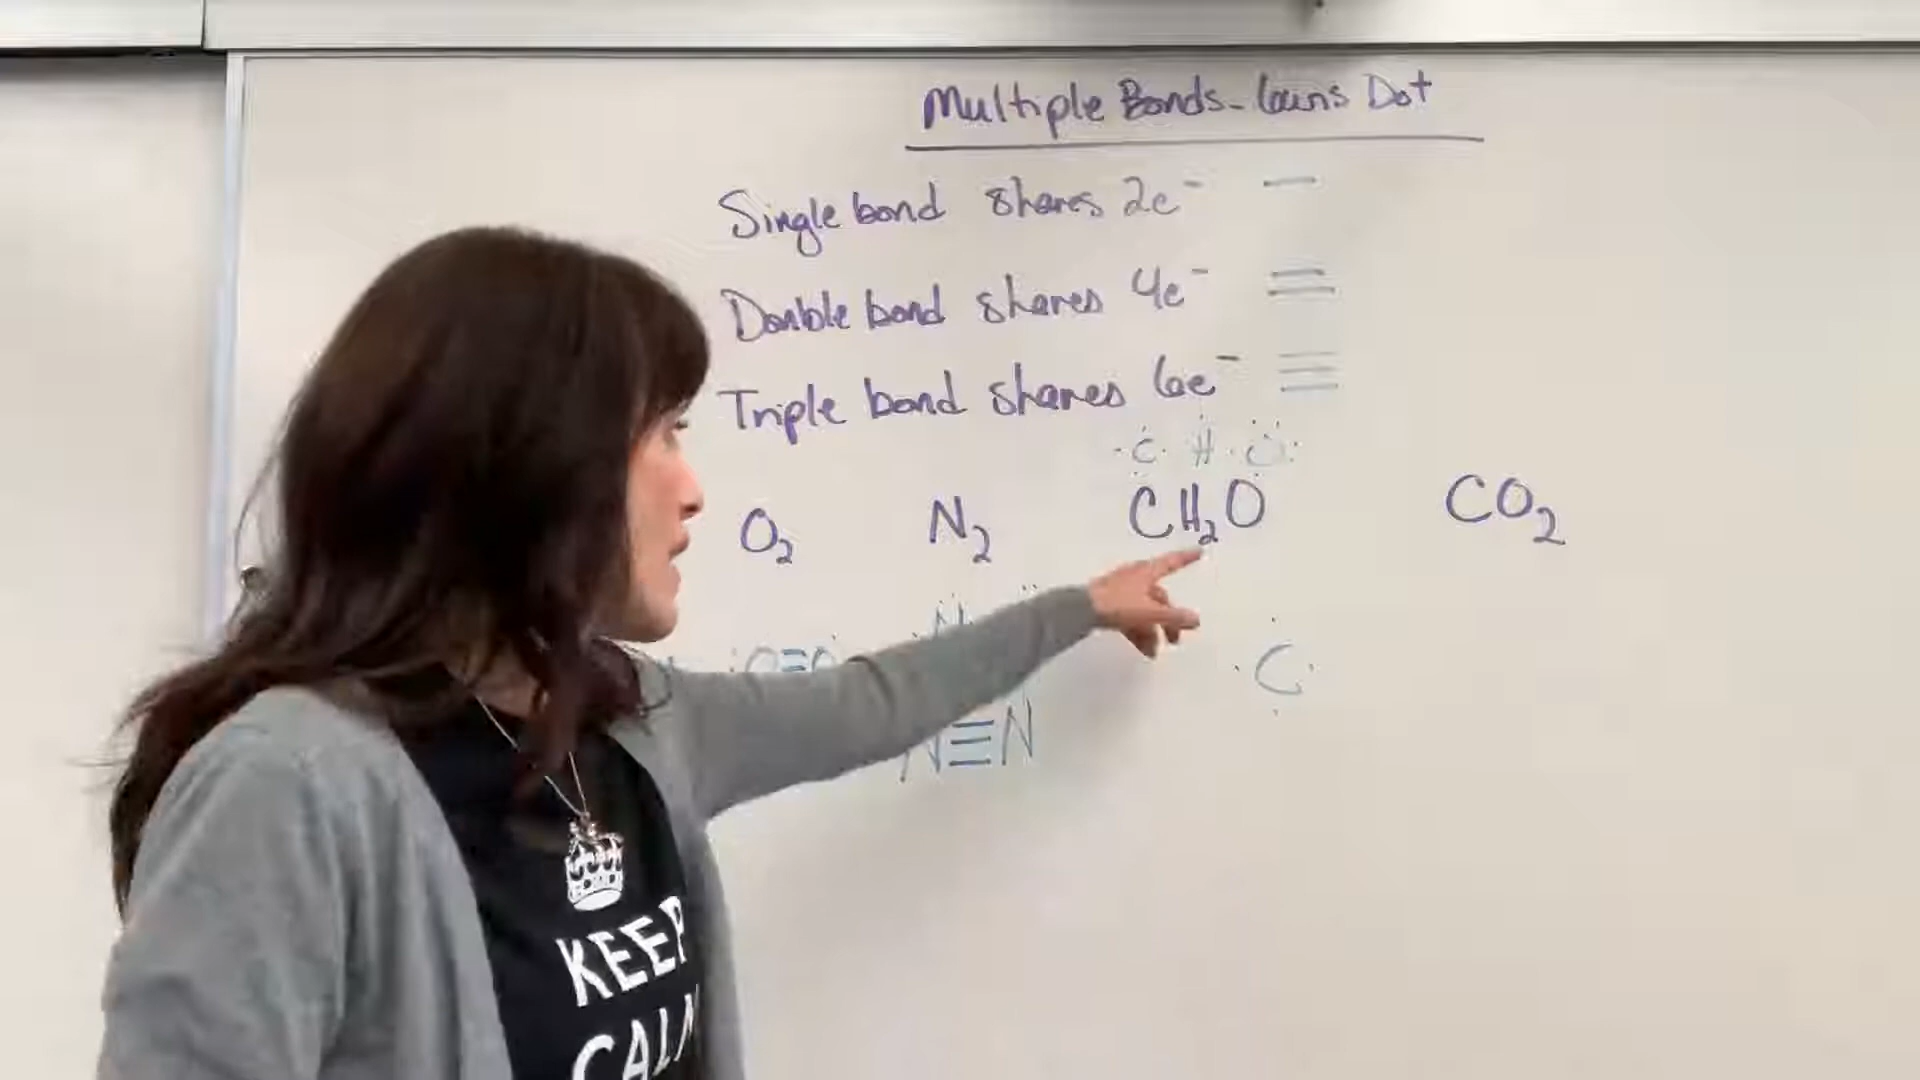 Multiple Bonds - Lewis Dot
Single bond shares 2e⁻ —
Double bond shares 4e⁻ =
Triple bond shares 6e⁻ ≡
C H O
O₂ N₂ CH₂O CO₂
C
N≡N
KEEP
CALM